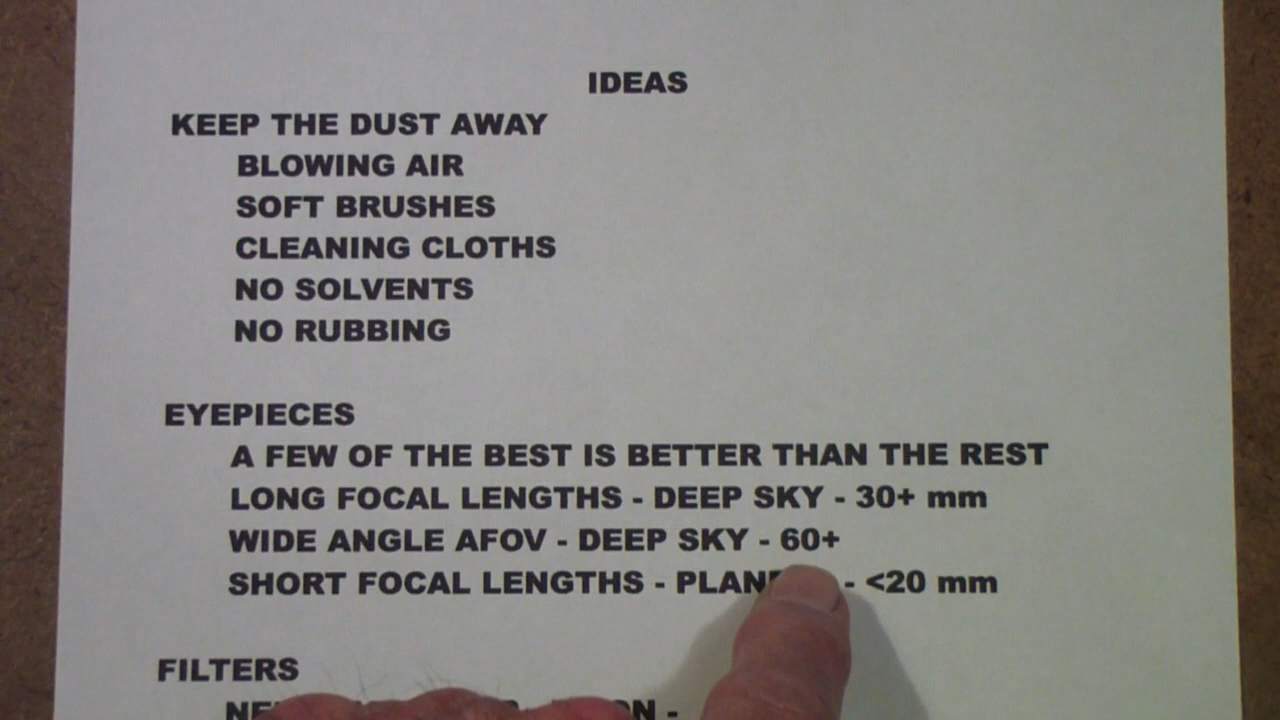 IDEAS
KEEP THE DUST AWAY
BLOWING AIR
SOFT BRUSHES
CLEANING CLOTHS
NO SOLVENTS
NO RUBBING
EYEPIECES
A FEW OF THE BEST IS BETTER THAN THE REST
LONG FOCAL LENGTHS - DEEP SKY - 30+ mm
WIDE ANGLE AFOV - DEEP SKY - 60+
SHORT FOCAL LENGTHS - - <20 mm
FILTERS